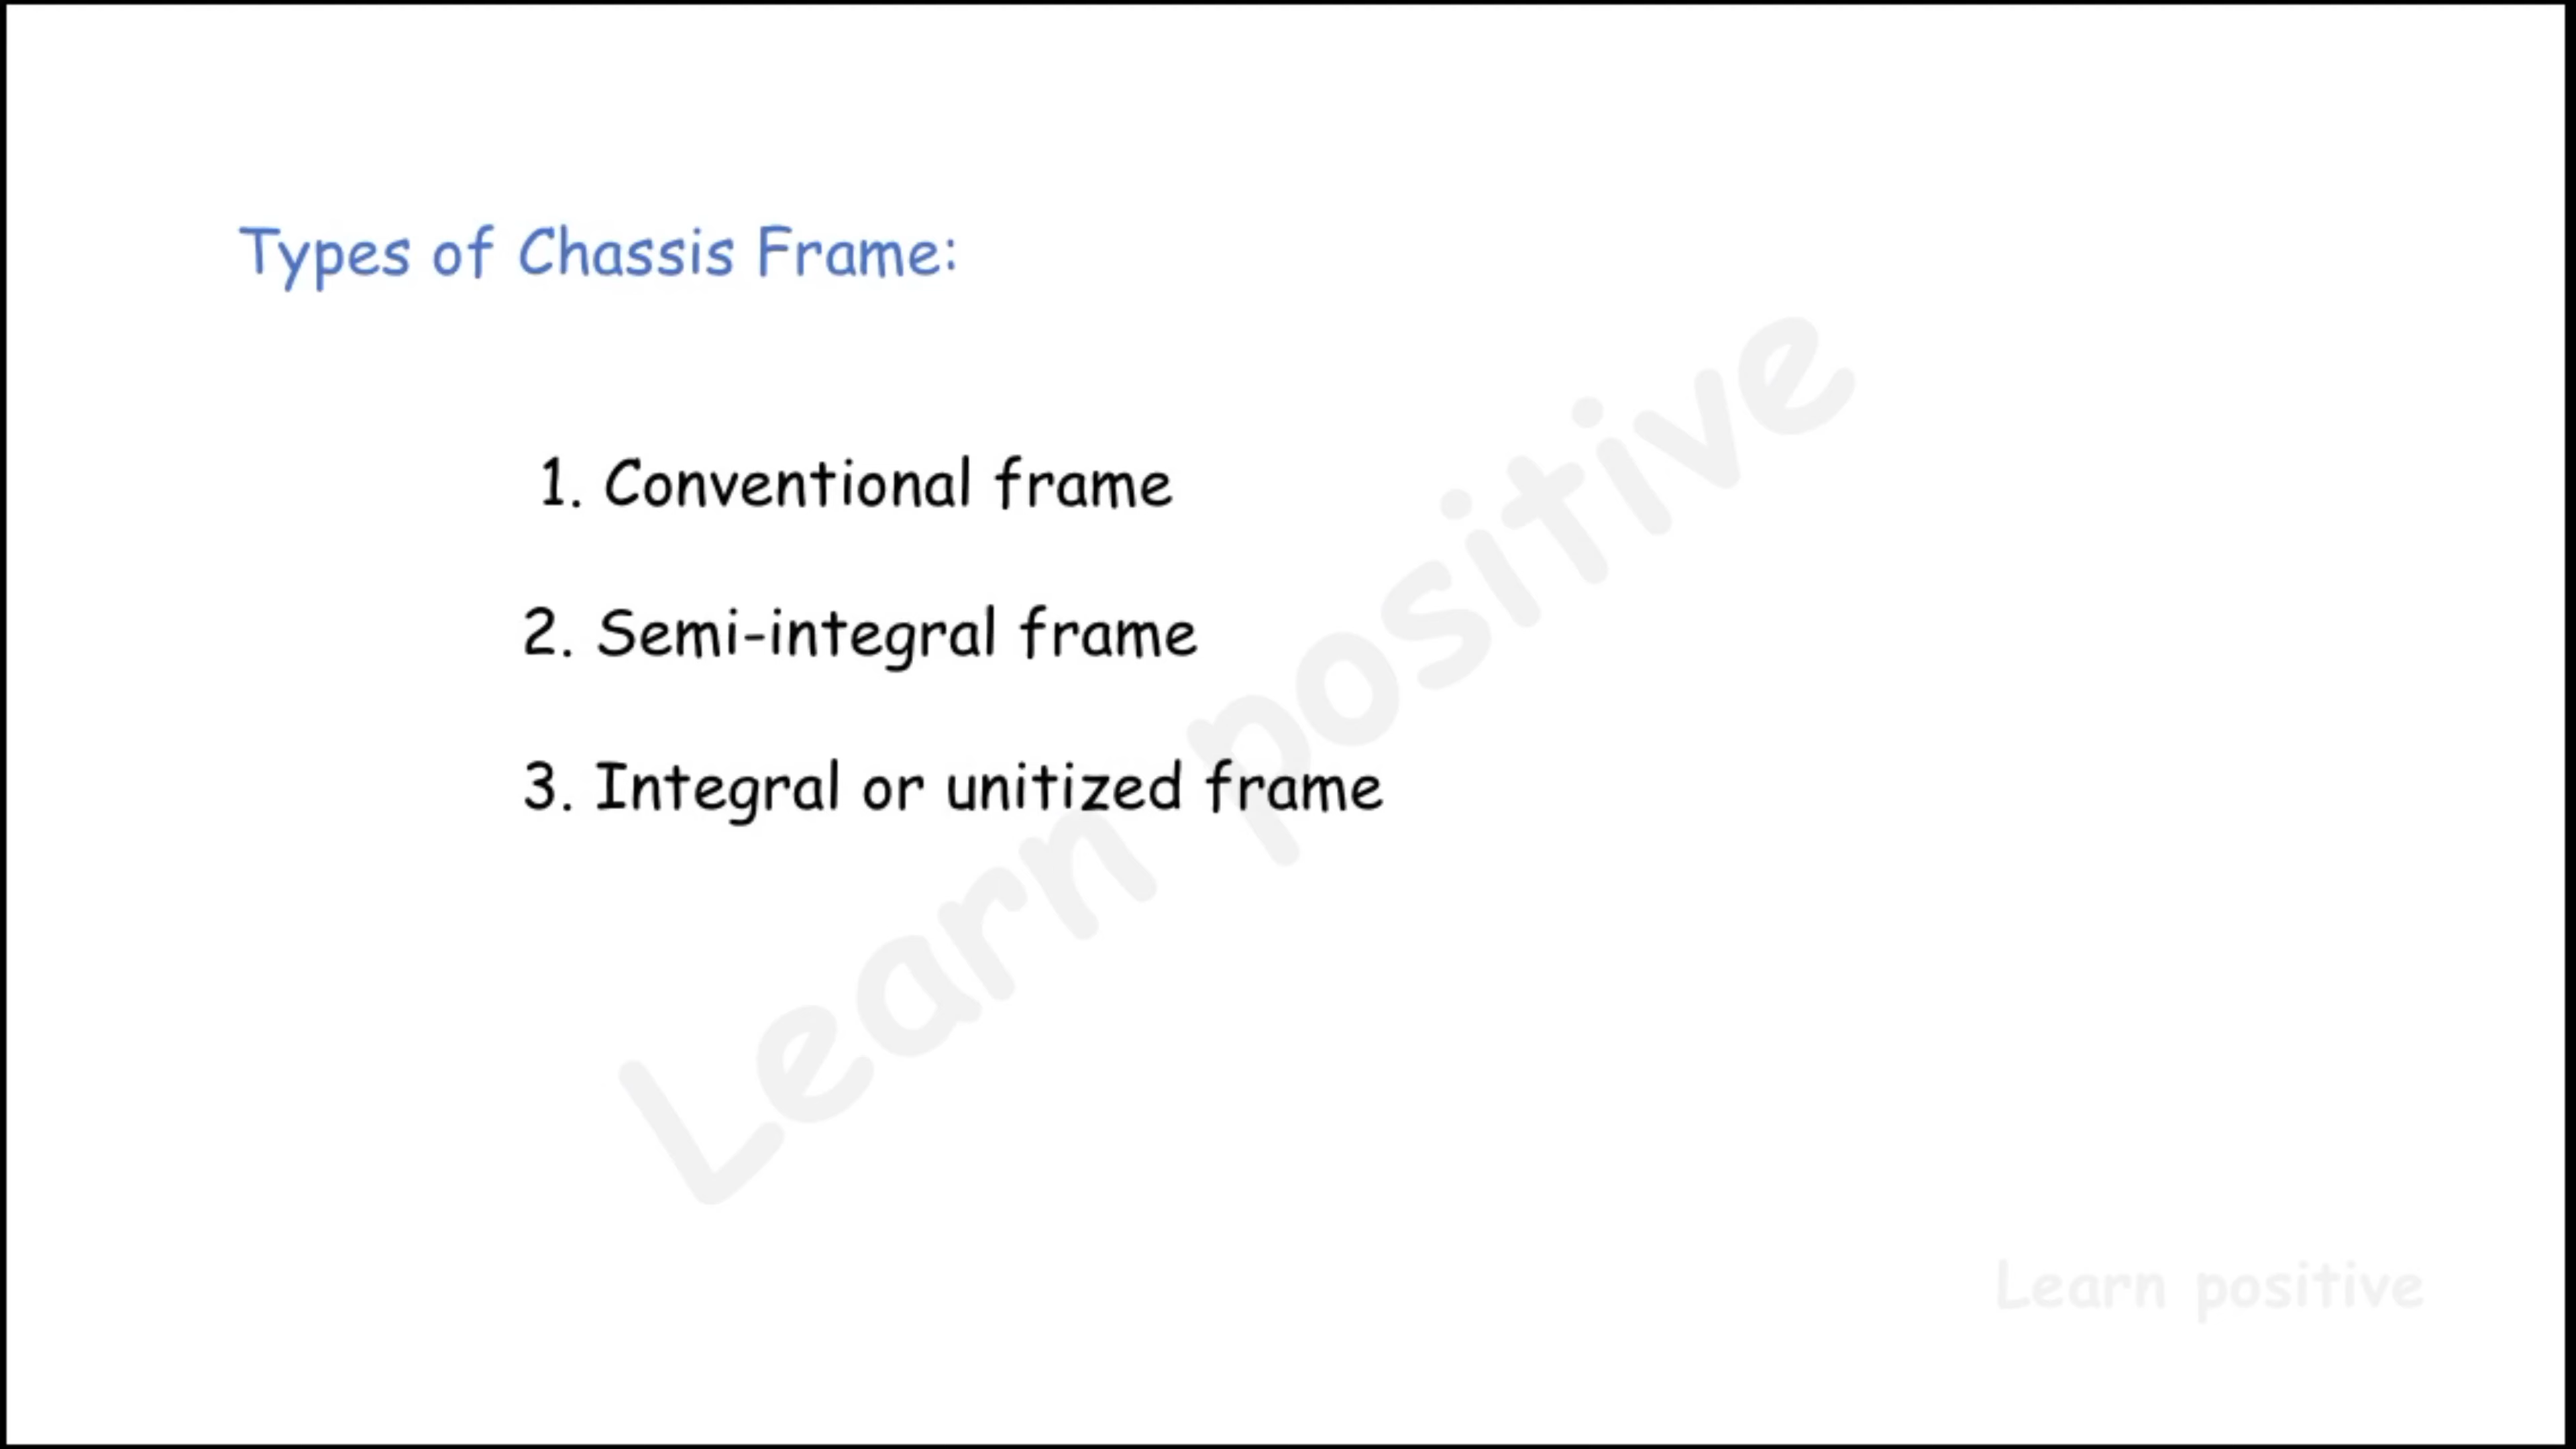 Types of Chassis Frame:
1. Conventional frame
2. Semi-integral frame
3. Integral or unitized frame
Learn positive
Learn positive